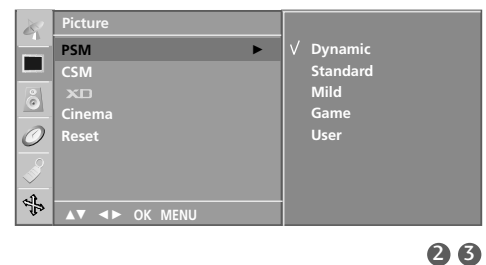 Picture
PSM ►
CSM
XD
Cinema
Reset
▲▼ ◄► OK MENU
√ Dynamic
Standard
Mild
Game
User
2 3